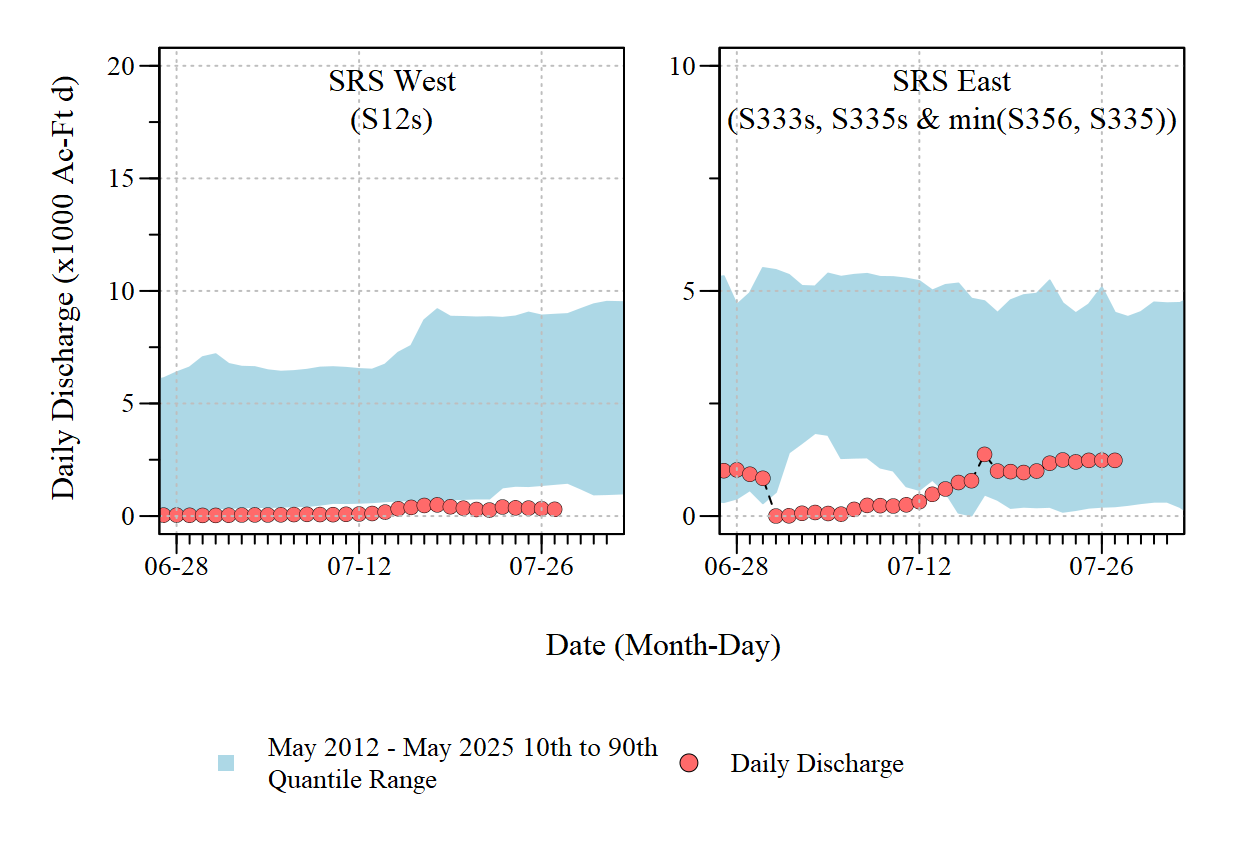 SRS West
(S12s)
SRS East
(S333s, S335s & min(S356, S335))
Daily Discharge (x1000 Ac-Ft d)
20
15
10
5
0
10
5
0
06-28
07-12
07-26
06-28
07-12
07-26
Date (Month-Day)
May 2012 - May 2025 10th to 90th
Quantile Range
Daily Discharge